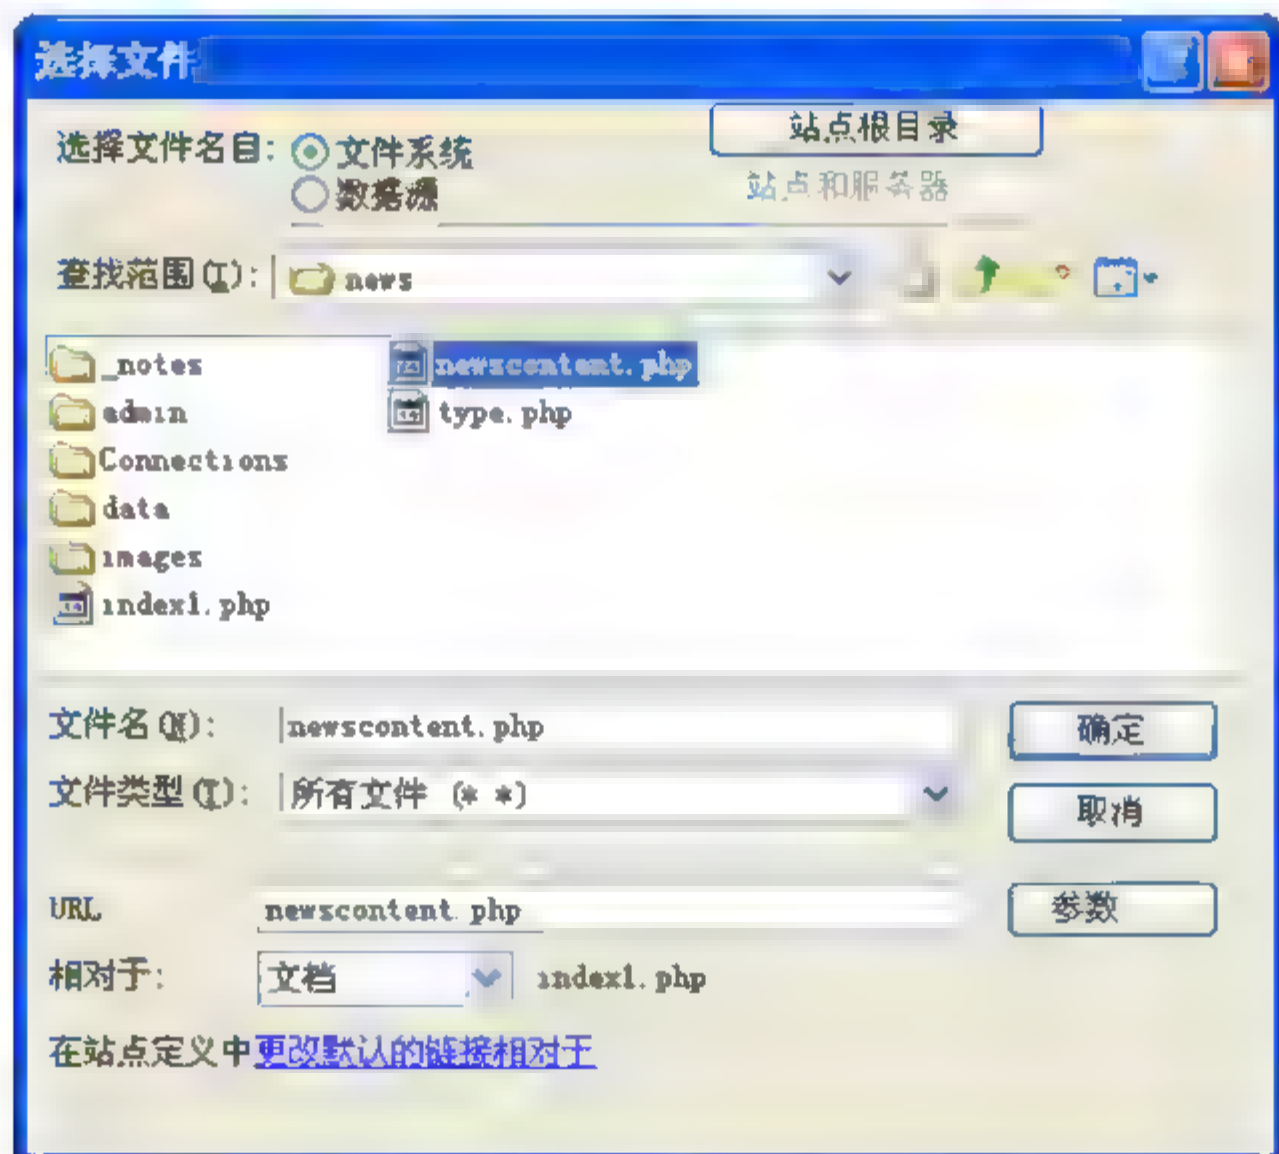 选择文件
选择文件名自: 文件系统 站点根目录
数据源 站点和服务器
查找范围(I): news
_notes newscontent.php
admin type.php
Connections
data
images
index1.php
文件名(N): newscontent.php 确定
文件类型(T): 所有文件 (* *) 取消
URL newscontent.php 参数
相对于: 文档 index1.php
在站点定义中更改默认的链接相对于